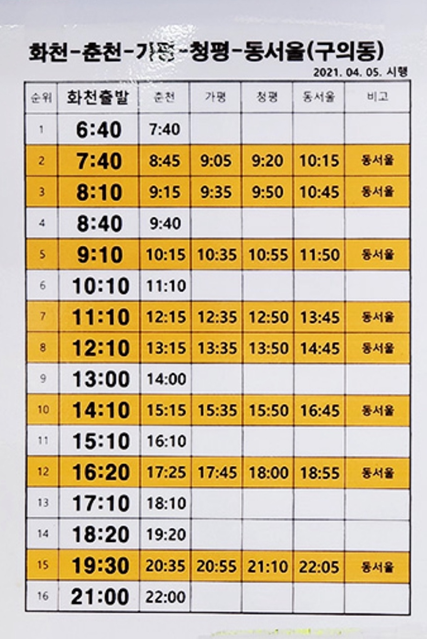 화천-춘천-가평-청평-동서울(구의동)
2021. 04. 05. 시행
순위 화천출발 춘천 가평 청평 동서울 비고
1 6:40 7:40
2 7:40 8:45 9:05 9:20 10:15 동서울
3 8:10 9:15 9:35 9:50 10:45 동서울
4 8:40 9:40
5 9:10 10:15 10:35 10:55 11:50 동서울
6 10:10 11:10
7 11:10 12:15 12:35 12:50 13:45 동서울
8 12:10 13:15 13:35 13:50 14:45 동서울
9 13:00 14:00
10 14:10 15:15 15:35 15:50 16:45 동서울
11 15:10 16:10
12 16:20 17:25 17:45 18:00 18:55 동서울
13 17:10 18:10
14 18:20 19:20
15 19:30 20:35 20:55 21:10 22:05 동서울
16 21:00 22:00